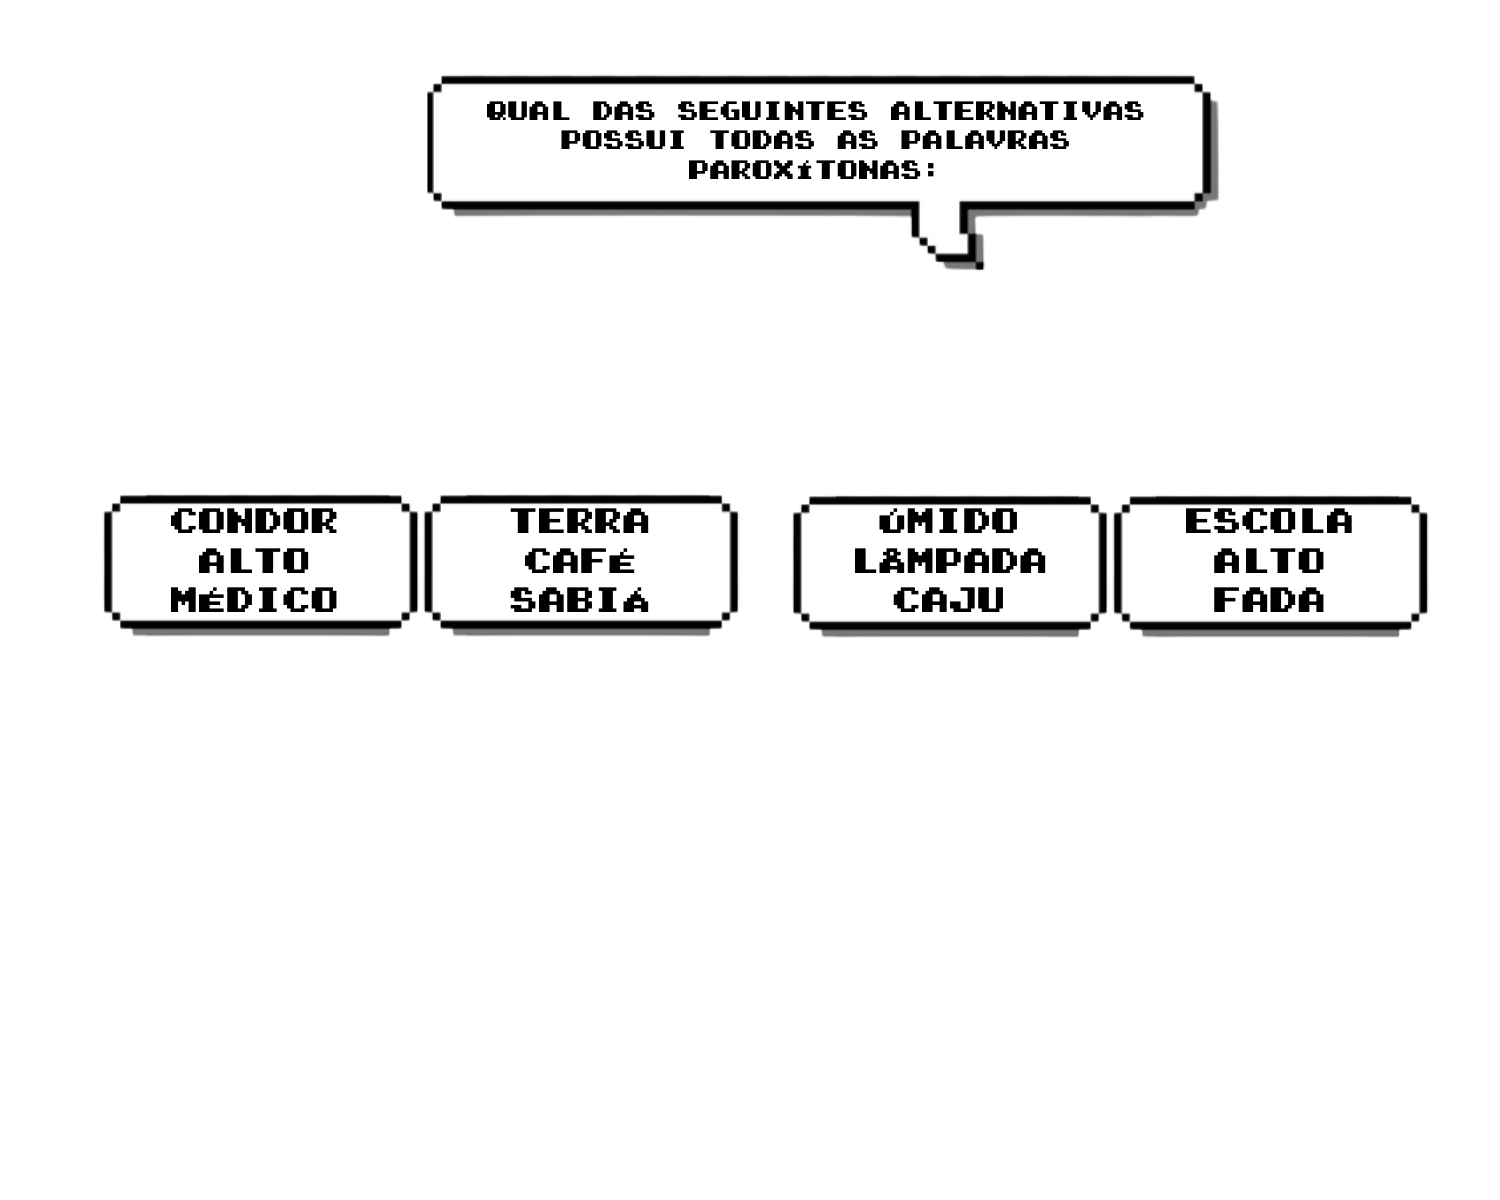 QUAL DAS SEGUINTES ALTERNATIVAS
POSSUI TODAS AS PALAVRAS
PAROXÍTONAS:
CONDOR
ALTO
MÉDICO
TERRA
CAFÉ
SABIÁ
ÚMIDO
LÂMPADA
CAJU
ESCOLA
ALTO
FADA